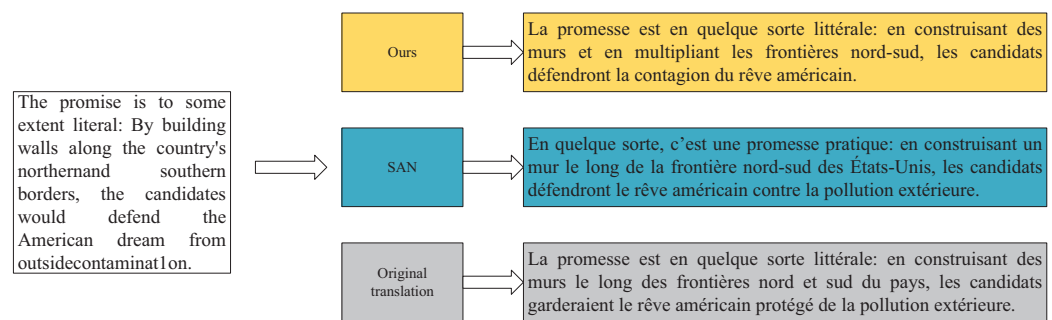 The promise is to some
extent literal: By building
walls along the country's
northernand southern
borders, the candidates
would defend the
American dream from
outsidecontaminat1on.
Ours
La promesse est en quelque sorte littérale: en construisant des
murs et en multipliant les frontières nord-sud, les candidats
défendront la contagion du rêve américain.
SAN
En quelque sorte, c’est une promesse pratique: en construisant un
mur le long de la frontière nord-sud des États-Unis, les candidats
défendront le rêve américain contre la pollution extérieure.
Original
translation
La promesse est en quelque sorte littérale: en construisant des
murs le long des frontières nord et sud du pays, les candidats
garderaient le rêve américain protégé de la pollution extérieure.